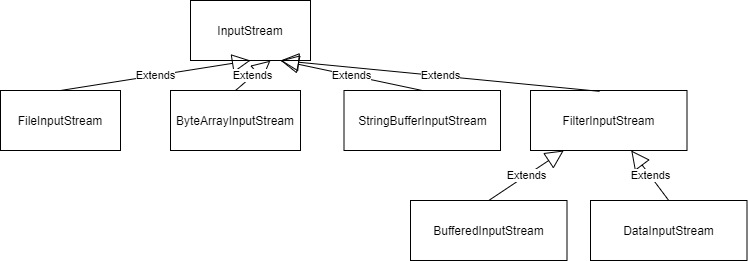 InputStream
Extends
Extends
Extends
Extends
FileInputStream
ByteArrayInputStream
StringBufferInputStream
FilterInputStream
Extends
Extends
BufferedInputStream
DataInputStream